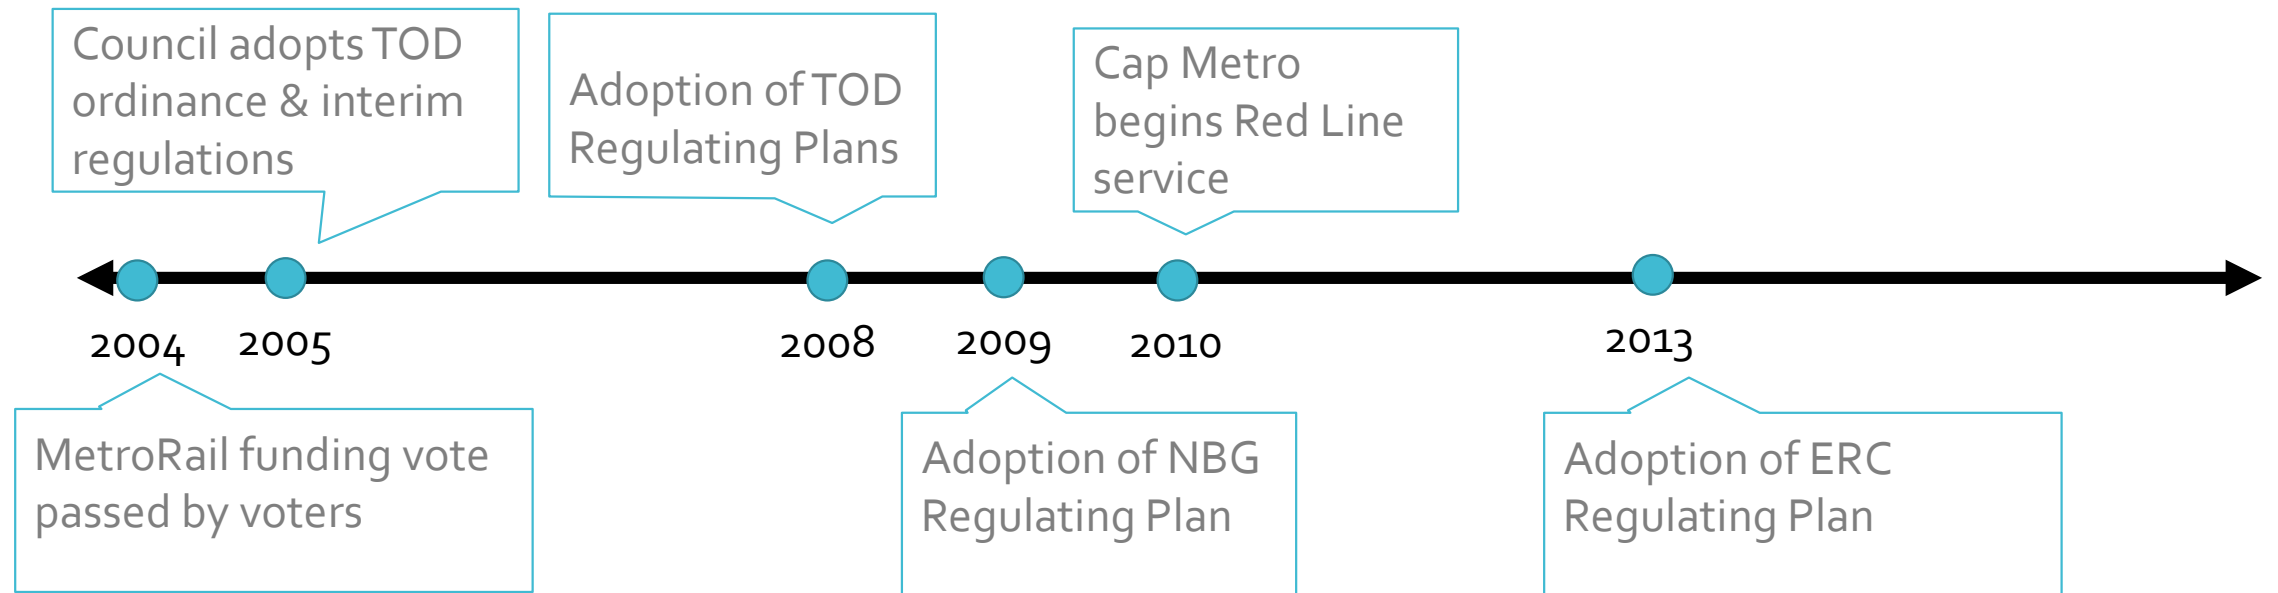 Council adopts TOD
ordinance & interim
regulations
Adoption of TOD
Regulating Plans
Cap Metro
begins Red Line
service
2004
2005
2008
2009
2010
2013
MetroRail funding vote
passed by voters
Adoption of NBG
Regulating Plan
Adoption of ERC
Regulating Plan